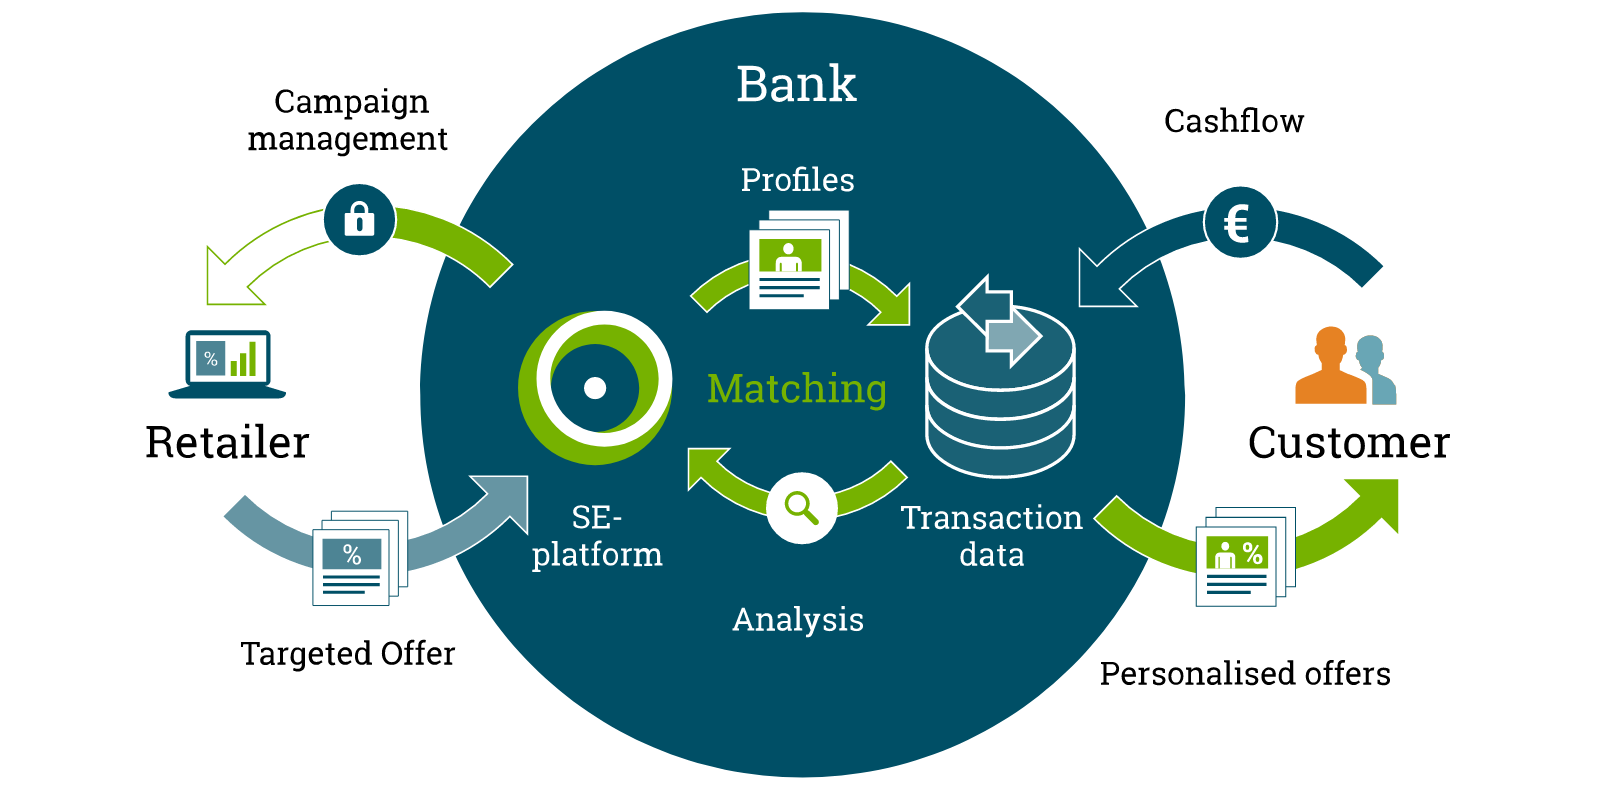 Bank
Campaign
management
Cashflow
Profiles
€
%
Matching
Retailer
Customer
SE-
platform
Transaction
data
%
%
Analysis
Targeted Offer
Personalised offers